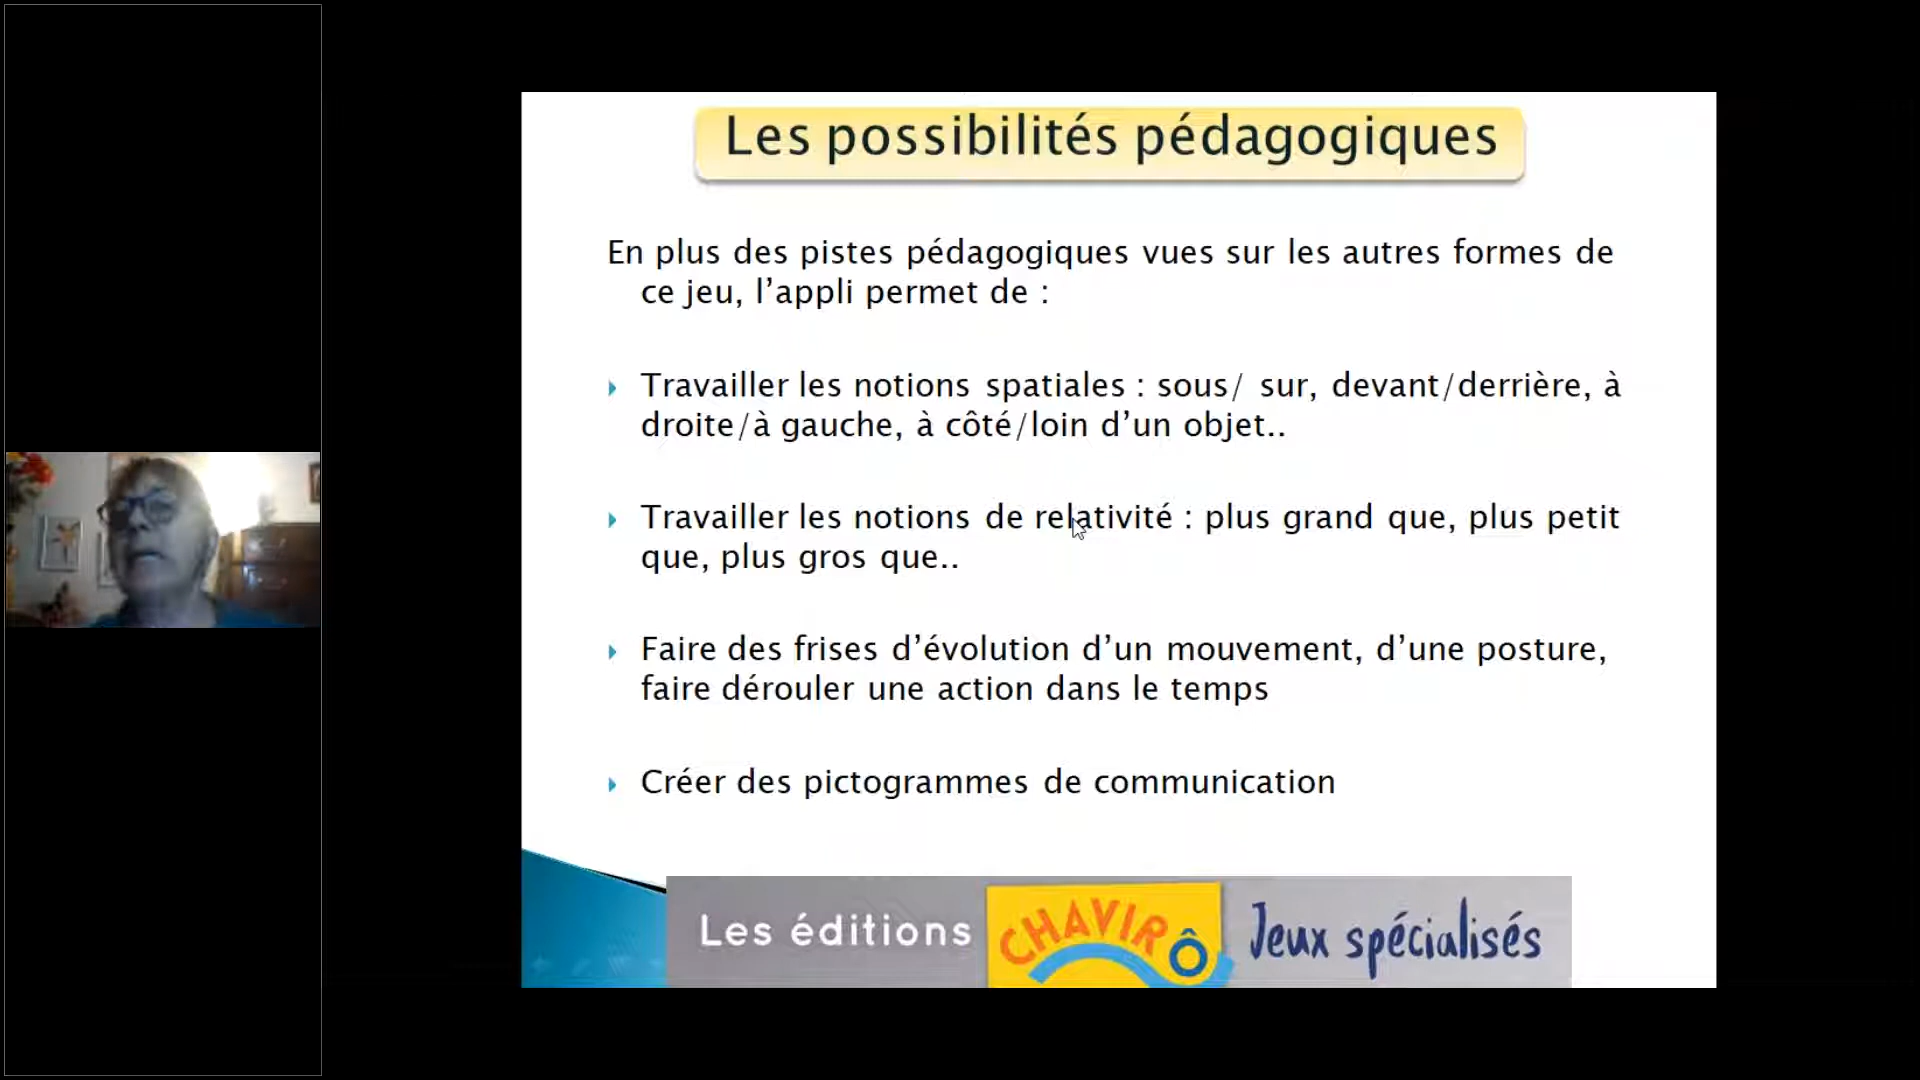 Les possibilités pédagogiques
En plus des pistes pédagogiques vues sur les autres formes de
ce jeu, l’appli permet de :
Travailler les notions spatiales : sous/ sur, devant/derrière, à
droite/à gauche, à côté/loin d’un objet..
Travailler les notions de relativité : plus grand que, plus petit
que, plus gros que..
Faire des frises d’évolution d’un mouvement, d’une posture,
faire dérouler une action dans le temps
Créer des pictogrammes de communication
Les éditions CHAVIRÔ Jeux spécialisés